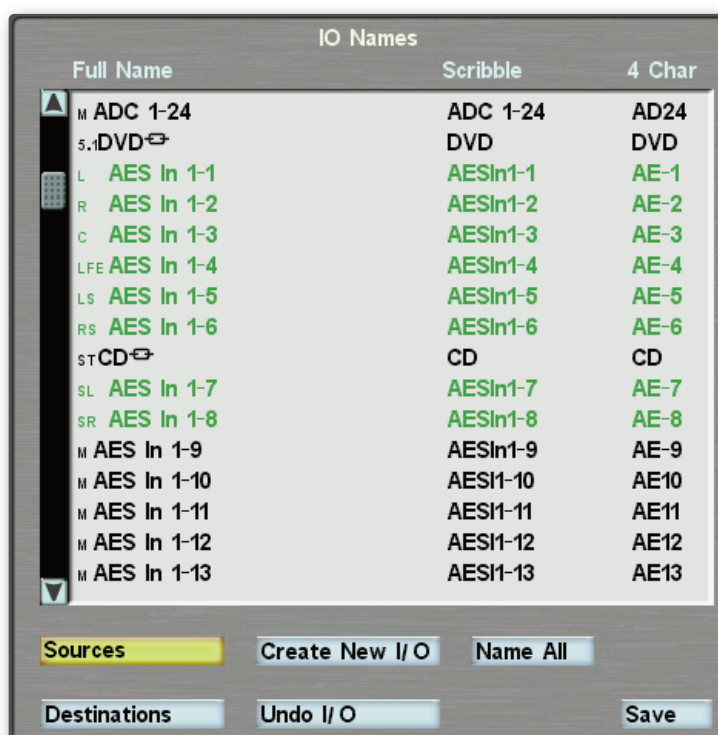 IO Names
Full Name Scribble 4 Char
M ADC 1-24 ADC 1-24 AD24
5.1 DVD DVD DVD
L AES In 1-1 AESIn1-1 AE-1
R AES In 1-2 AESIn1-2 AE-2
C AES In 1-3 AESIn1-3 AE-3
LFE AES In 1-4 AESIn1-4 AE-4
LS AES In 1-5 AESIn1-5 AE-5
RS AES In 1-6 AESIn1-6 AE-6
ST CD CD CD
SL AES In 1-7 AESIn1-7 AE-7
SR AES In 1-8 AESIn1-8 AE-8
M AES In 1-9 AESIn1-9 AE-9
M AES In 1-10 AESI1-10 AE10
M AES In 1-11 AESI1-11 AE11
M AES In 1-12 AESI1-12 AE12
M AES In 1-13 AESI1-13 AE13
Sources Create New I/O Name All
Destinations Undo I/O Save